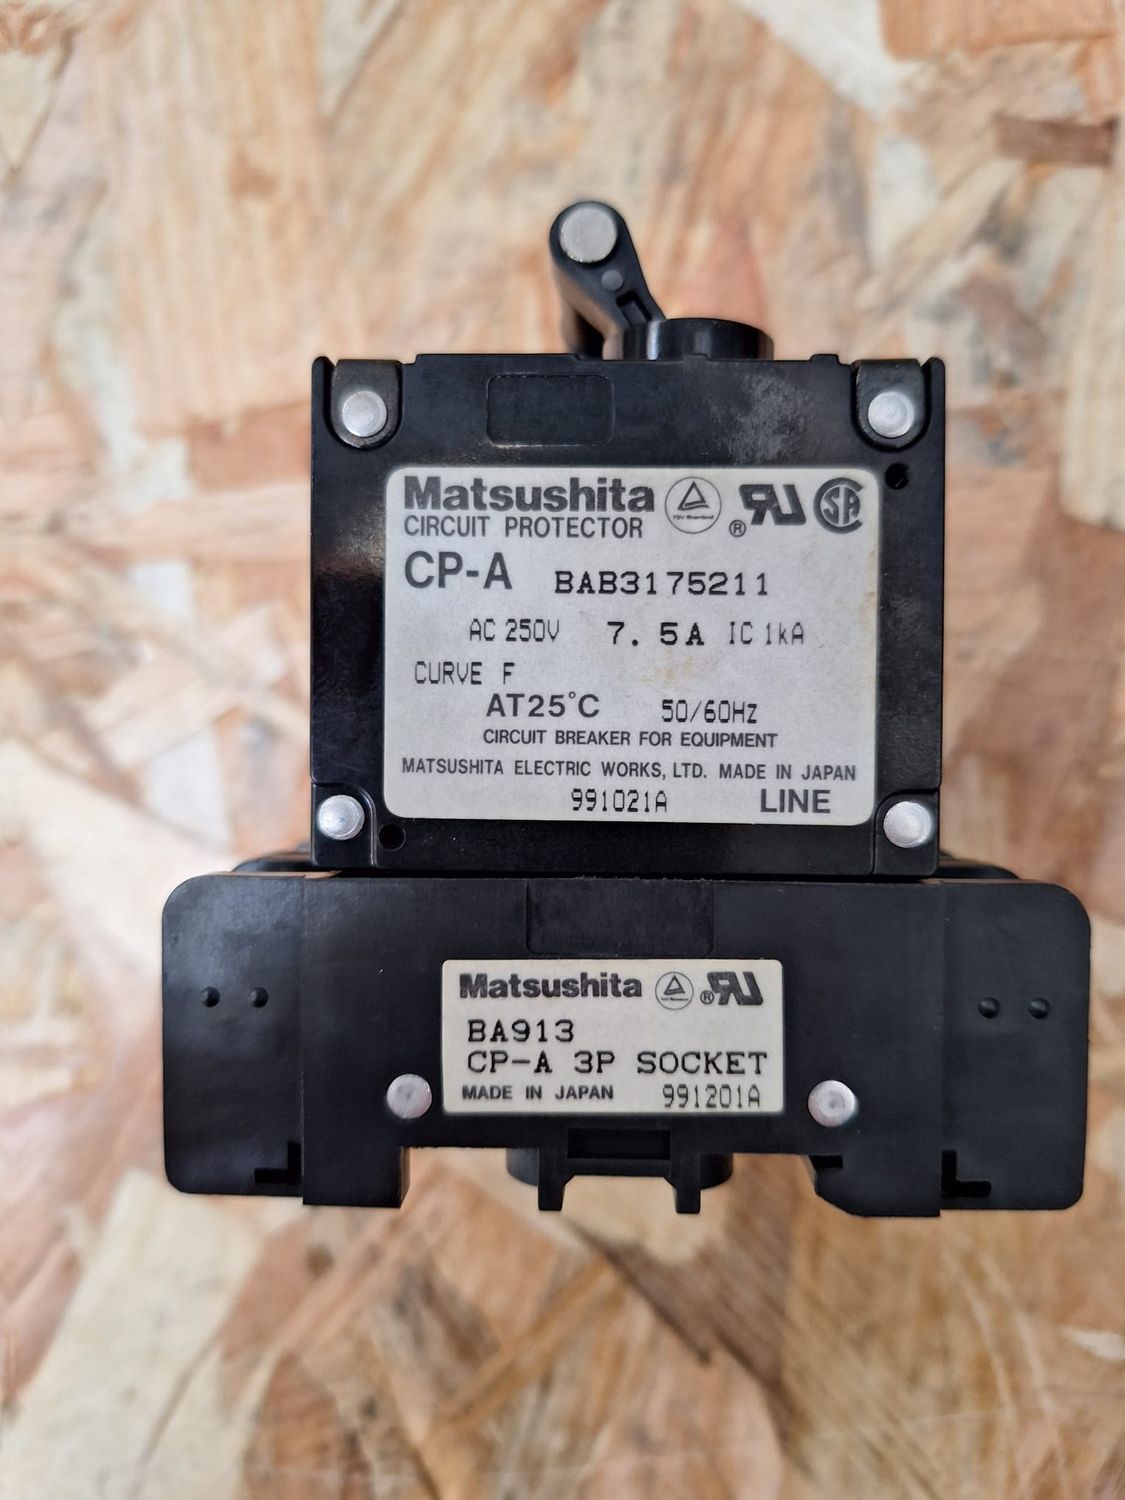 Matsushita
CIRCUIT PROTECTOR
CP-A BAB3175211
AC 250V 7.5A IC 1kA
CURVE F
AT25°C 50/60HZ
CIRCUIT BREAKER FOR EQUIPMENT
MATSUSHITA ELECTRIC WORKS, LTD. MADE IN JAPAN
991021A LINE
Matsushita
BA913
CP-A 3P SOCKET
MADE IN JAPAN 991201A